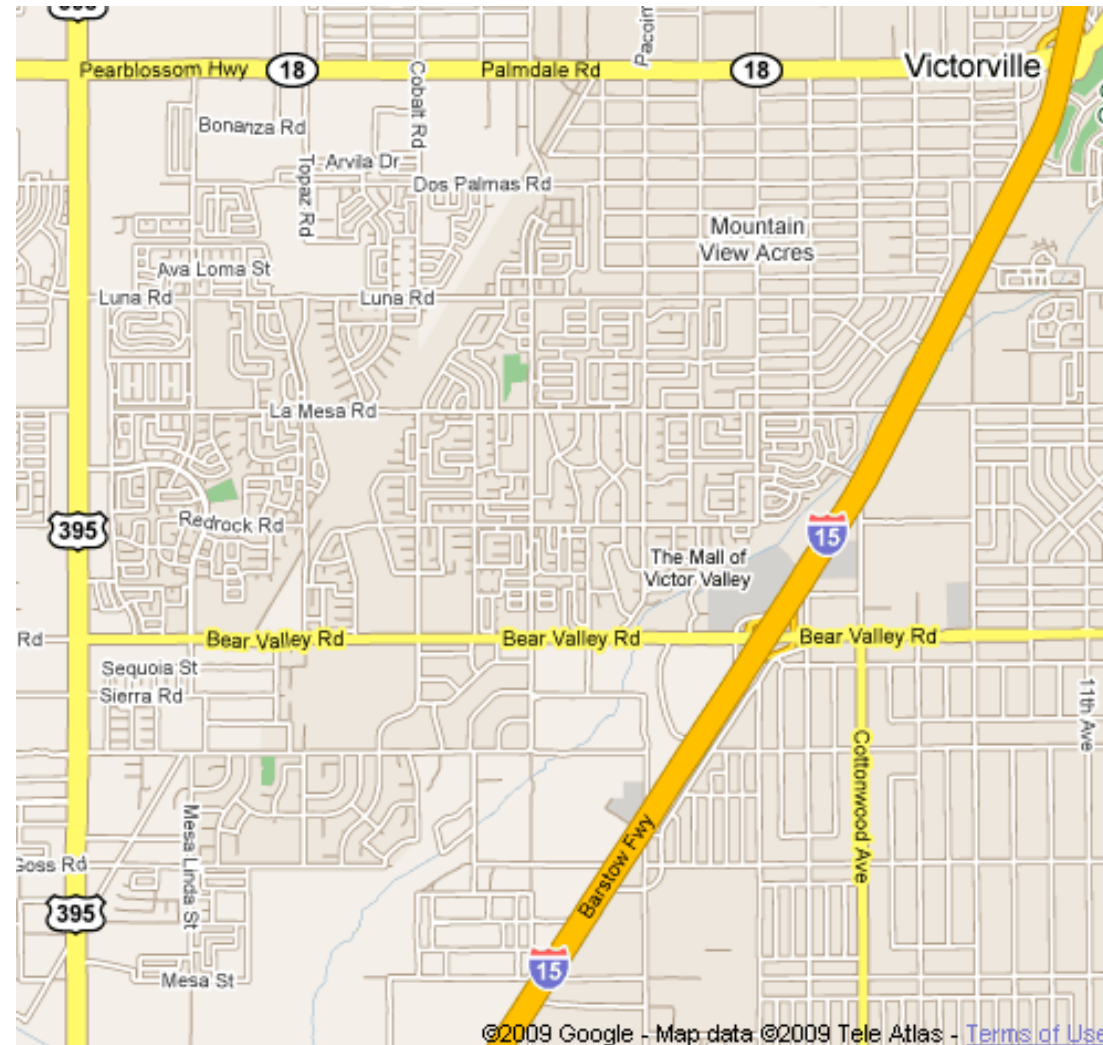 395
Pearblossom Hwy
18
Palmdale Rd
18
Victorville
Cobalt Rd
Bonanza Rd
Arvila Dr
Topaz Rd
Dos Palmas Rd
Mountain
View Acres
Ava Loma St
Luna Rd
Luna Rd
La Mesa Rd
Redrock Rd
395
15
The Mall of
Victor Valley
Rd
Bear Valley Rd
Bear Valley Rd
Bear Valley Rd
Sequoia St
Sierra Rd
11th Ave
Cottonwood Ave
Mesa Linda St
Goss Rd
Barstow Fwy
395
15
Mesa St
©2009 Google - Map data ©2009 Tele Atlas - Terms of Use